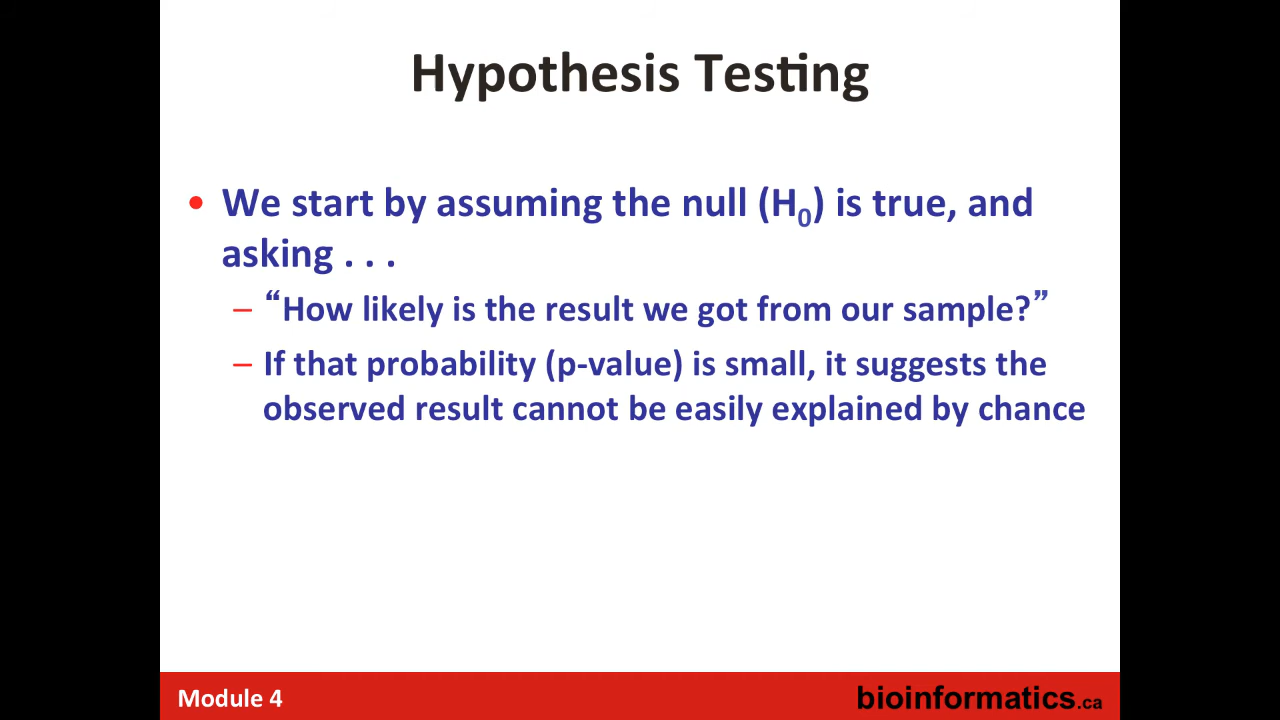 Hypothesis Testing
• We start by assuming the null (H₀) is true, and
asking . . .
– “How likely is the result we got from our sample?”
– If that probability (p-value) is small, it suggests the
observed result cannot be easily explained by chance
Module 4
bioinformatics.ca